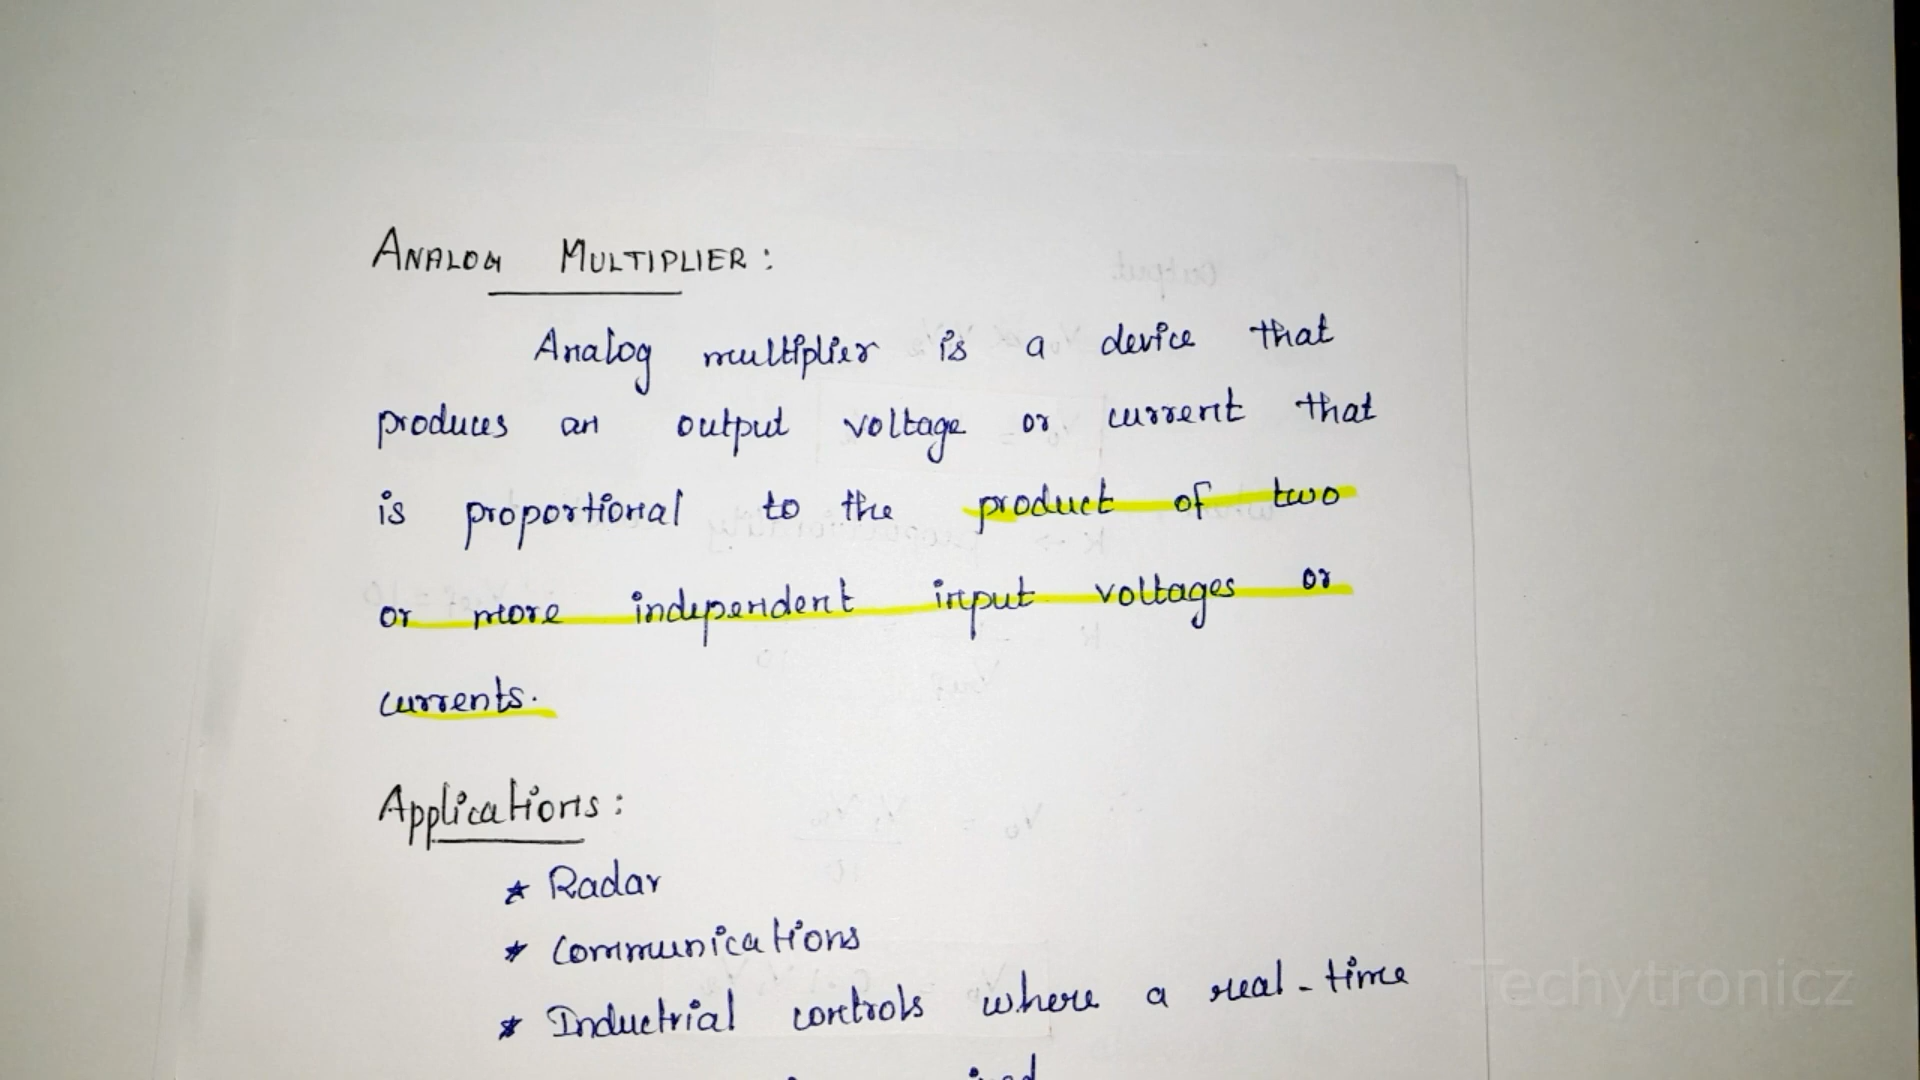 ANALOG MULTIPLIER:
Analog multiplier is a device that
produces an output voltage or current that
is proportional to the product of two
or more independent input voltages or
currents.
Applications:
* Radar
* Communications
* Inductrial controls where a real-time
Techytronicz